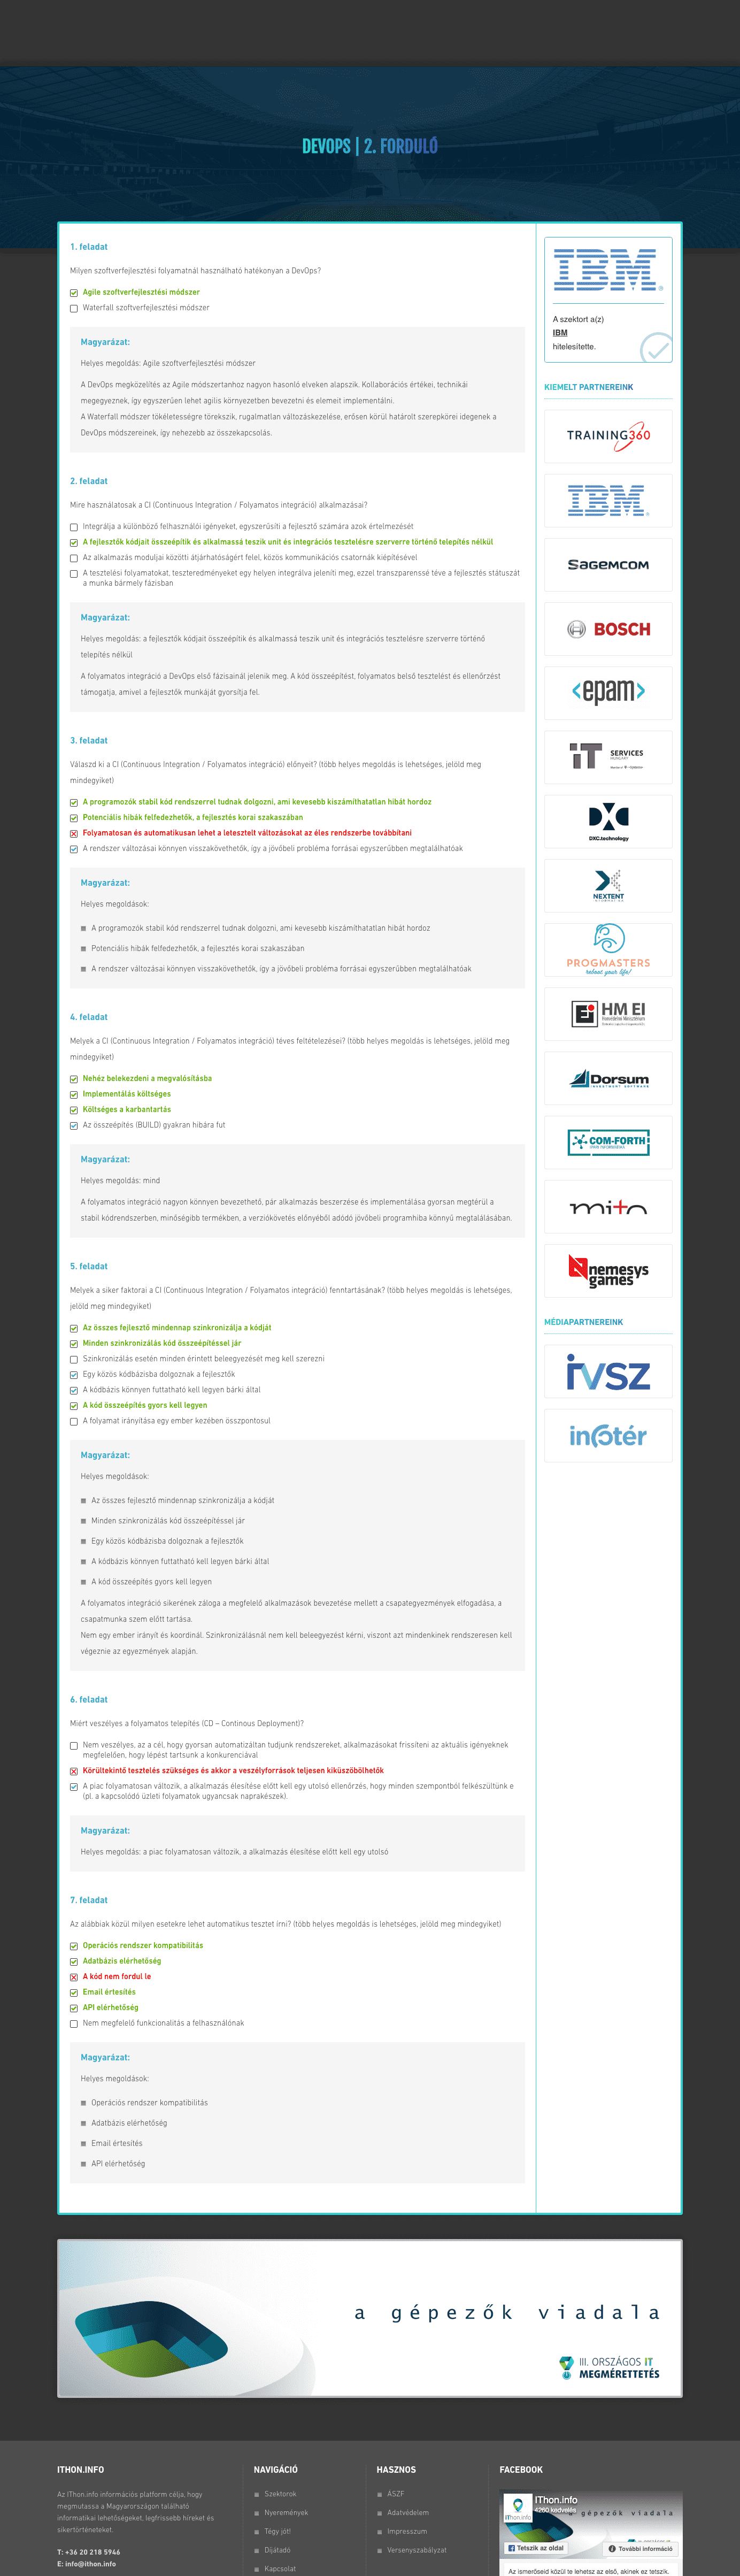 DEVOPS | 2. FORDULÓ
1. feladat
Milyen szoftverfejlesztési folyamatnál használható hatékonyan a DevOps?
Agile szoftverfejlesztési módszer
Waterfall szoftverfejlesztési módszer
Magyarázat:
Helyes megoldás: Agile szoftverfejlesztési módszer
A DevOps megközelítés az Agile módszertanhoz nagyon hasonló elveken alapszik. Kollaborációs értékei, technikái
megegyeznek, így egyszerűen lehet agilis környezetben bevezetni és elemeit implementálni.
A Waterfall módszer tökéletességre törekszik, rugalmatlan változáskezelése, erősen körül határolt szerepkörei idegenek a
DevOps módszereinek, így nehezebb az összekapcsolás.
2. feladat
Mire használatosak a CI (Continuous Integration / Folyamatos integráció) alkalmazásai?
Integrálja a különböző felhasználói igényeket, egyszerűsíti a fejlesztő számára azok értelmezését
A fejlesztők kódjait összeépítik és alkalmassá teszik unit és integrációs tesztelésre szerverre történő telepítés nélkül
Az alkalmazás moduljai közötti átjárhatóságért felel, közös kommunikációs csatornák kiépítésével
A tesztelési folyamatokat, teszteredményeket egy helyen integrálva jeleníti meg, ezzel transzparenssé téve a fejlesztés státuszát
a munka bármely fázisban
Magyarázat:
Helyes megoldás: a fejlesztők kódjait összeépítik és alkalmassá teszik unit és integrációs tesztelésre szerverre történő
telepítés nélkül
A folyamatos integráció a DevOps első fázisainál jelenik meg. A kód összeépítést, folyamatos belső tesztelést és ellenőrzést
támogatja, amivel a fejlesztők munkáját gyorsítja fel.
3. feladat
Válaszd ki a CI (Continuous Integration / Folyamatos integráció) előnyeit? (több helyes megoldás is lehetséges, jelöld meg
mindegyiket)
A programozók stabil kód rendszerrel tudnak dolgozni, ami kevesebb kiszámíthatatlan hibát hordoz
Potenciális hibák felfedezhetők, a fejlesztés korai szakaszában
Folyamatosan és automatikusan lehet a letesztelt változásokat az éles rendszerbe továbbítani
A rendszer változásai könnyen visszakövethetők, így a jövőbeli probléma forrásai egyszerűbben megtalálhatóak
Magyarázat:
Helyes megoldások:
A programozók stabil kód rendszerrel tudnak dolgozni, ami kevesebb kiszámíthatatlan hibát hordoz
Potenciális hibák felfedezhetők, a fejlesztés korai szakaszában
A rendszer változásai könnyen visszakövethetők, így a jövőbeli probléma forrásai egyszerűbben megtalálhatóak
4. feladat
Melyek a CI (Continuous Integration / Folyamatos integráció) téves feltételezései? (több helyes megoldás is lehetséges, jelöld meg
mindegyiket)
Nehéz belekezdeni a megvalósításba
Implementálás költséges
Költséges a karbantartás
Az összeépítés (BUILD) gyakran hibára fut
Magyarázat:
Helyes megoldás: mind
A folyamatos integráció nagyon könnyen bevezethető, pár alkalmazás beszerzése és implementálása gyorsan megtérül a
stabil kódrendszerben, minőségibb termékben, a verziókövetés előnyéből adódó jövőbeli programhiba könnyű megtalálásában.
5. feladat
Melyek a siker faktorai a CI (Continuous Integration / Folyamatos integráció) fenntartásának? (több helyes megoldás is lehetséges,
jelöld meg mindegyiket)
Az összes fejlesztő mindennap szinkronizálja a kódját
Minden szinkronizálás kód összeépítéssel jár
Szinkronizálás esetén minden érintett beleegyezését meg kell szerezni
Egy közös kódbázisba dolgoznak a fejlesztők
A kódbázis könnyen futtatható kell legyen bárki által
A kód összeépítés gyors kell legyen
A folyamat irányítása egy ember kezében összpontosul
Magyarázat:
Helyes megoldások:
Az összes fejlesztő mindennap szinkronizálja a kódját
Minden szinkronizálás kód összeépítéssel jár
Egy közös kódbázisba dolgoznak a fejlesztők
A kódbázis könnyen futtatható kell legyen bárki által
A kód összeépítés gyors kell legyen
A folyamatos integráció sikerének záloga a megfelelő alkalmazások bevezetése mellett a csapategyezmények elfogadása, a
csapatmunka szem előtt tartása.
Nem egy ember irányít és koordinál. Szinkronizálásnál nem kell beleegyezést kérni, viszont azt mindenkinek rendszeresen kell
végeznie az egyezmények alapján.
6. feladat
Miért veszélyes a folyamatos telepítés (CD – Continous Deployment)?
Nem veszélyes, az a cél, hogy gyorsan automatizáltan tudjunk rendszereket, alkalmazásokat frissíteni az aktuális igényeknek
megfelelően, hogy lépést tartsunk a konkurenciával
Körültekintő tesztelés szükséges és akkor a veszélyforrások teljesen kiküszöbölhetők
A piac folyamatosan változik, a alkalmazás élesítése előtt kell egy utolsó ellenőrzés, hogy minden szempontból felkészültünk e
(pl. a kapcsolódó üzleti folyamatok ugyancsak naprakészek).
Magyarázat:
Helyes megoldás: a piac folyamatosan változik, a alkalmazás élesítése előtt kell egy utolsó
7. feladat
Az alábbiak közül milyen esetekre lehet automatikus tesztet írni? (több helyes megoldás is lehetséges, jelöld meg mindegyiket)
Operációs rendszer kompatibilitás
Adatbázis elérhetőség
A kód nem fordul le
Email értesítés
API elérhetőség
Nem megfelelő funkcionalitás a felhasználónak
Magyarázat:
Helyes megoldások:
Operációs rendszer kompatibilitás
Adatbázis elérhetőség
Email értesítés
API elérhetőség
IBM
A szektort a(z)
IBM
hitelesítette.
KIEMELT PARTNEREINK
TRAINING360
IBM
SAGEMCOM
BOSCH
<epam>
iT SERVICES
HUNGARY
DXC.technology
NEXTENT
PROGMASTERS
reboot your life!
HM EI
Dorsum
INVESTMENT SOFTWARE
COM-FORTH
IPARI INFORMATIKA
mito
nemesys
games
MÉDIAPARTNEREINK
ivsz
infotér
a gépezők viadala
III. ORSZÁGOS IT
MEGMÉRETTETÉS
ITHON.INFO
Az IThon.info információs platform célja, hogy
megmutassa a Magyarországon található
informatikai lehetőségeket, legfrissebb híreket és
sikertörténeteket.
T: +36 20 218 5946
E: info@ithon.info
NAVIGÁCIÓ
Szektorok
Nyeremények
Tégy jót!
Díjátadó
Kapcsolat
HASZNOS
ÁSZF
Adatvédelem
Impresszum
Versenyszabályzat
FACEBOOK
IThon.info
4260 kedvelés
a gépezők viadala
Tetszik az oldal
További információ
Az ismerőseid közül te lehetsz az első, akinek ez tetszik.